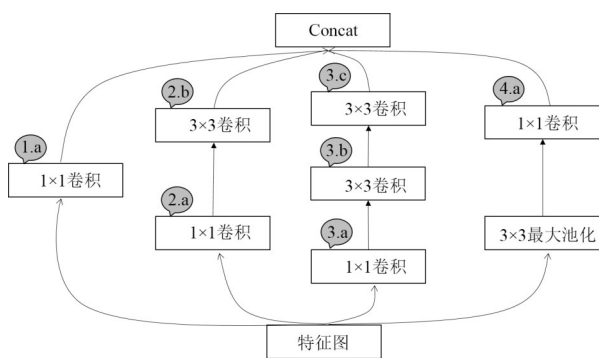 Concat
2.b
3×3卷积
3.c
3×3卷积
4.a
1×1卷积
1.a
1×1卷积
3.b
3×3卷积
2.a
1×1卷积
3.a
1×1卷积
3×3最大池化
特征图